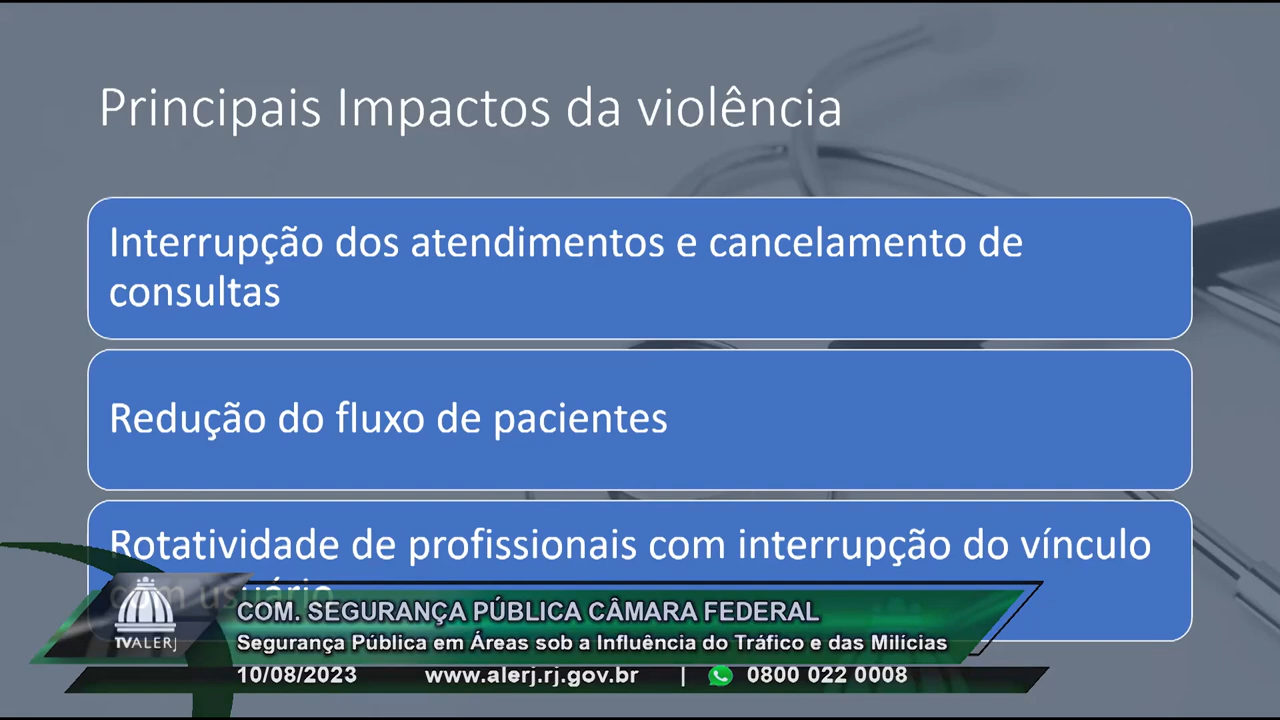 Principais Impactos da violência
Interrupção dos atendimentos e cancelamento de
consultas
Redução do fluxo de pacientes
Rotatividade de profissionais com interrupção do vínculo
com usuário
COM. SEGURANÇA PÚBLICA CÂMARA FEDERAL
Segurança Pública em Áreas sob a Influência do Tráfico e das Milícias
TVALERJ
10/08/2023 www.alerj.rj.gov.br | 0800 022 0008